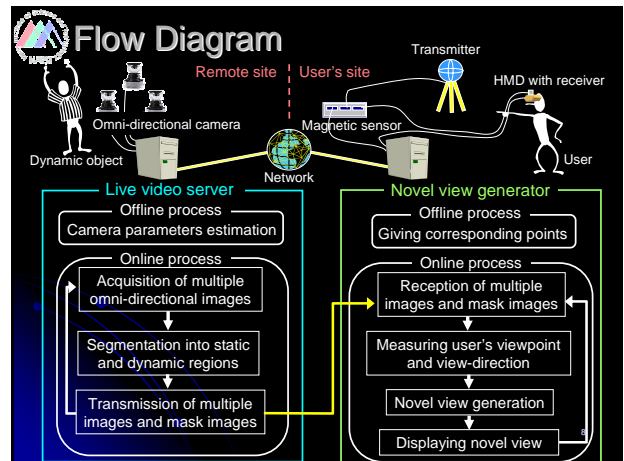 Flow Diagram
Remote site
User's site
Transmitter
HMD with receiver
Omni-directional camera
Magnetic sensor
Dynamic object
Network
User
Live video server
Offline process
Camera parameters estimation
Online process
Acquisition of multiple
omni-directional images
Segmentation into static
and dynamic regions
Transmission of multiple
images and mask images
Novel view generator
Offline process
Giving corresponding points
Online process
Reception of multiple
images and mask images
Measuring user's viewpoint
and view-direction
Novel view generation
Displaying novel view
8